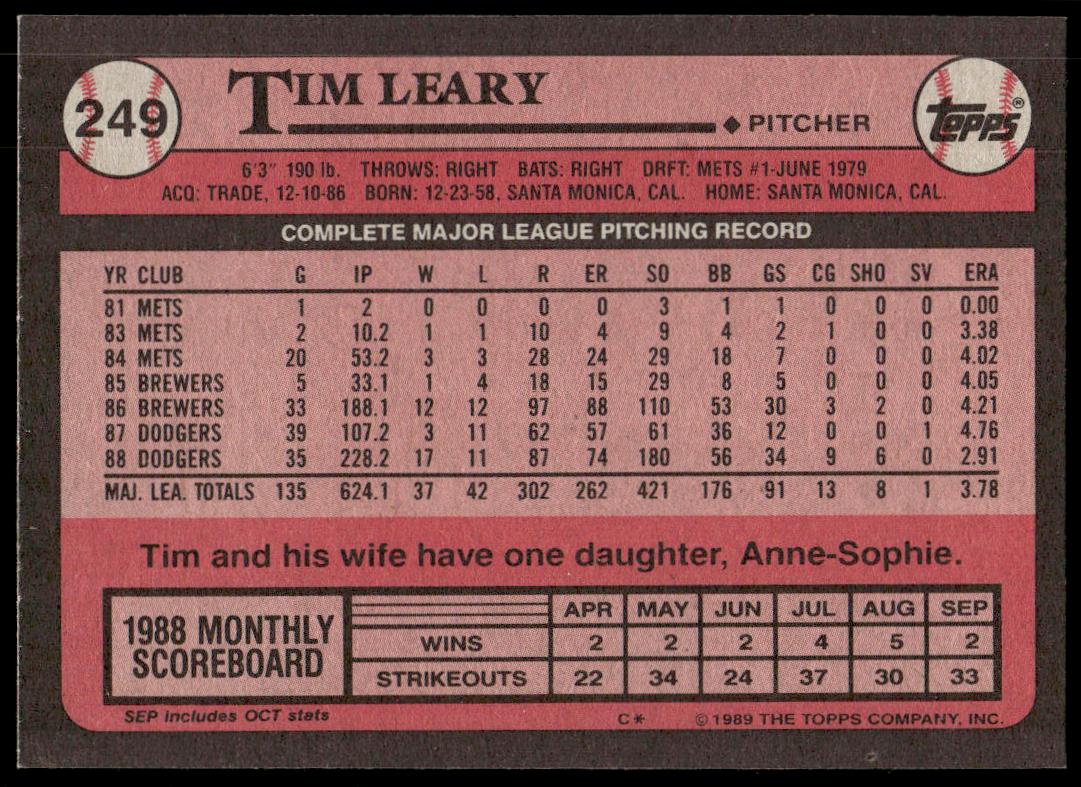 249
TIM LEARY
◆ PITCHER
TOPPS®
6'3" 190 lb. THROWS: RIGHT BATS: RIGHT DRFT: METS #1-JUNE 1979
ACQ: TRADE, 12-10-86 BORN: 12-23-58, SANTA MONICA, CAL. HOME: SANTA MONICA, CAL.
COMPLETE MAJOR LEAGUE PITCHING RECORD
YR CLUB G IP W L R ER SO BB GS CG SHO SV ERA
81 METS 1 2 0 0 0 0 3 1 1 0 0 0 0.00
83 METS 2 10.2 1 1 10 4 9 4 2 1 0 0 3.38
84 METS 20 53.2 3 3 28 24 29 18 7 0 0 0 4.02
85 BREWERS 5 33.1 1 4 18 15 29 8 5 0 0 0 4.05
86 BREWERS 33 188.1 12 12 97 88 110 53 30 3 2 0 4.21
87 DODGERS 39 107.2 3 11 62 57 61 36 12 0 0 1 4.76
88 DODGERS 35 228.2 17 11 87 74 180 56 34 9 6 0 2.91
MAJ. LEA. TOTALS 135 624.1 37 42 302 262 421 176 91 13 8 1 3.78
Tim and his wife have one daughter, Anne-Sophie.
1988 MONTHLY
SCOREBOARD
APR MAY JUN JUL AUG SEP
WINS 2 2 2 4 5 2
STRIKEOUTS 22 34 24 37 30 33
SEP includes OCT stats
C* © 1989 THE TOPPS COMPANY, INC.